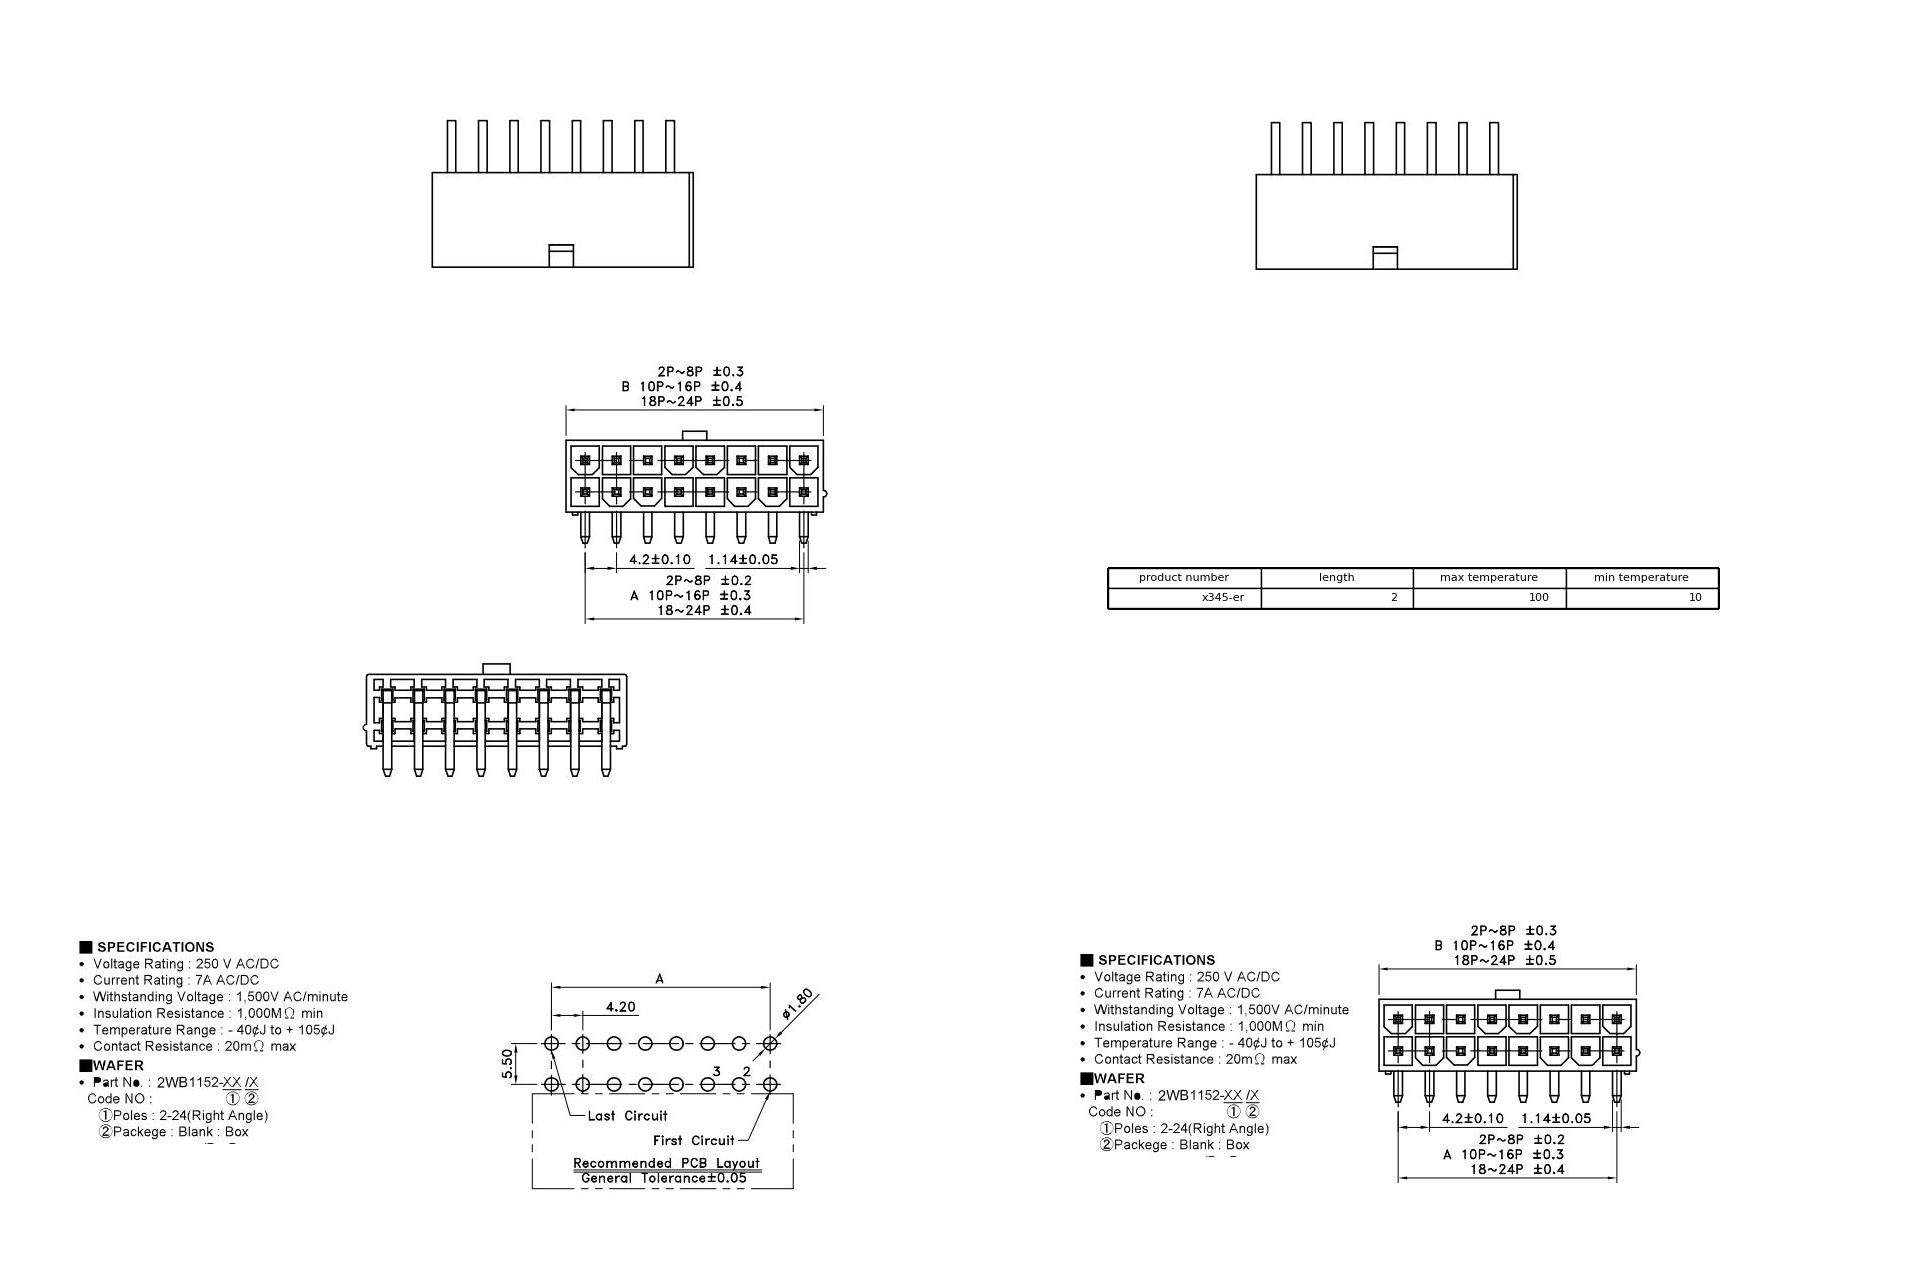 2P~8P ±0.3
B 10P~16P ±0.4
18P~24P ±0.5
4.2±0.10 1.14±0.05
2P~8P ±0.2
A 10P~16P ±0.3
18~24P ±0.4
product number length max temperature min temperature
x345-er 2 100 10
■ SPECIFICATIONS
• Voltage Rating : 250 V AC/DC
• Current Rating : 7A AC/DC
• Withstanding Voltage : 1,500V AC/minute
• Insulation Resistance : 1,000MΩ min
• Temperature Range : - 40¢J to + 105¢J
• Contact Resistance : 20mΩ max
■WAFER
• Part No. : 2WB1152-XX /X
Code NO : ① ②
①Poles : 2-24(Right Angle)
②Packege : Blank : Box
A
4.20
ø1.80
5.50
3 2
Last Circuit
First Circuit
Recommended PCB Layout
General Tolerance±0.05
■ SPECIFICATIONS
• Voltage Rating : 250 V AC/DC
• Current Rating : 7A AC/DC
• Withstanding Voltage : 1,500V AC/minute
• Insulation Resistance : 1,000MΩ min
• Temperature Range : - 40¢J to + 105¢J
• Contact Resistance : 20mΩ max
■WAFER
• Part No. : 2WB1152-XX /X
Code NO : ① ②
①Poles : 2-24(Right Angle)
②Packege : Blank : Box
2P~8P ±0.3
B 10P~16P ±0.4
18P~24P ±0.5
4.2±0.10 1.14±0.05
2P~8P ±0.2
A 10P~16P ±0.3
18~24P ±0.4